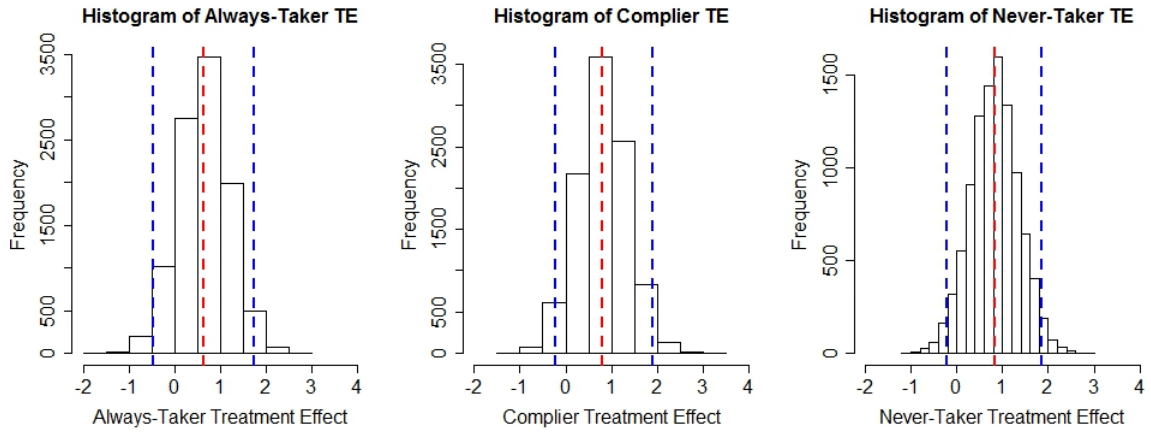 Histogram of Always-Taker TE
Frequency
0 500 1500 2500 3500
-2 -1 0 1 2 3 4
Always-Taker Treatment Effect
Histogram of Complier TE
Frequency
0 500 1500 2500 3500
-2 -1 0 1 2 3 4
Complier Treatment Effect
Histogram of Never-Taker TE
Frequency
0 500 1000 1500
-2 -1 0 1 2 3 4
Never-Taker Treatment Effect